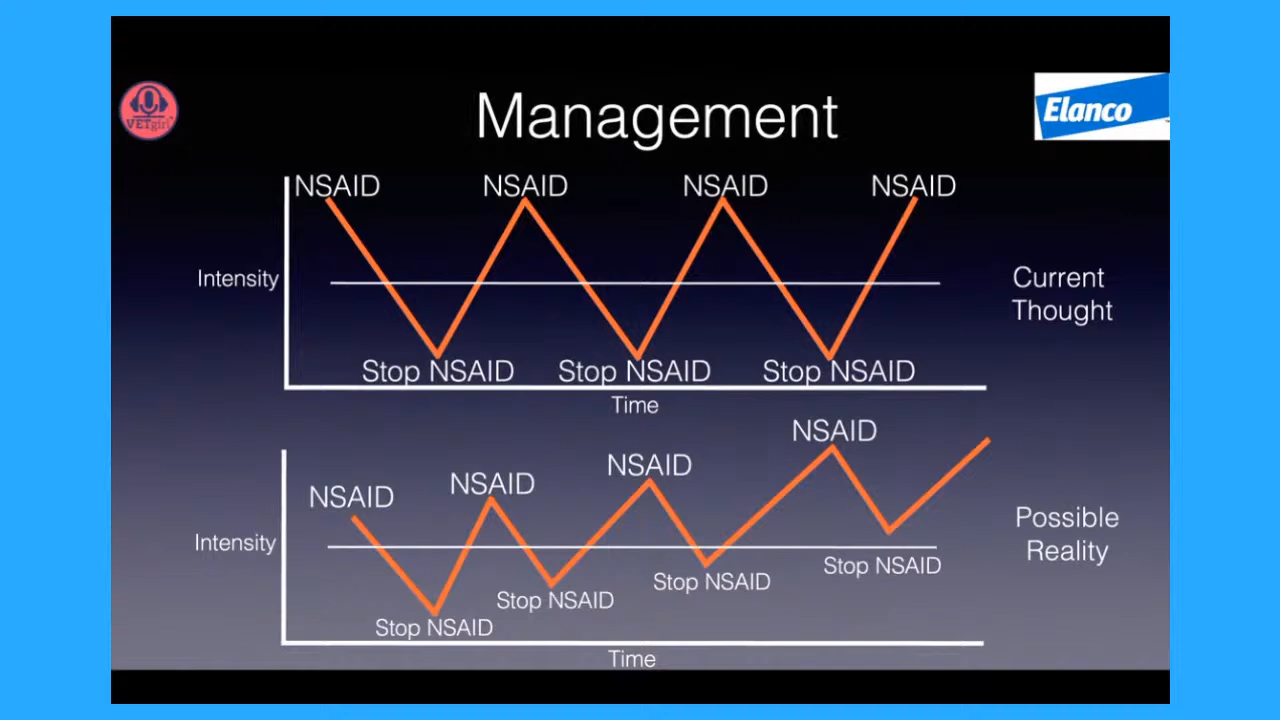 VETgirl
Management
Elanco
NSAID NSAID NSAID NSAID
Intensity
Current
Thought
Stop NSAID Stop NSAID Stop NSAID
Time
NSAID
NSAID
NSAID
NSAID
Possible
Intensity
Reality
Stop NSAID
Stop NSAID
Stop NSAID
Stop NSAID
Time